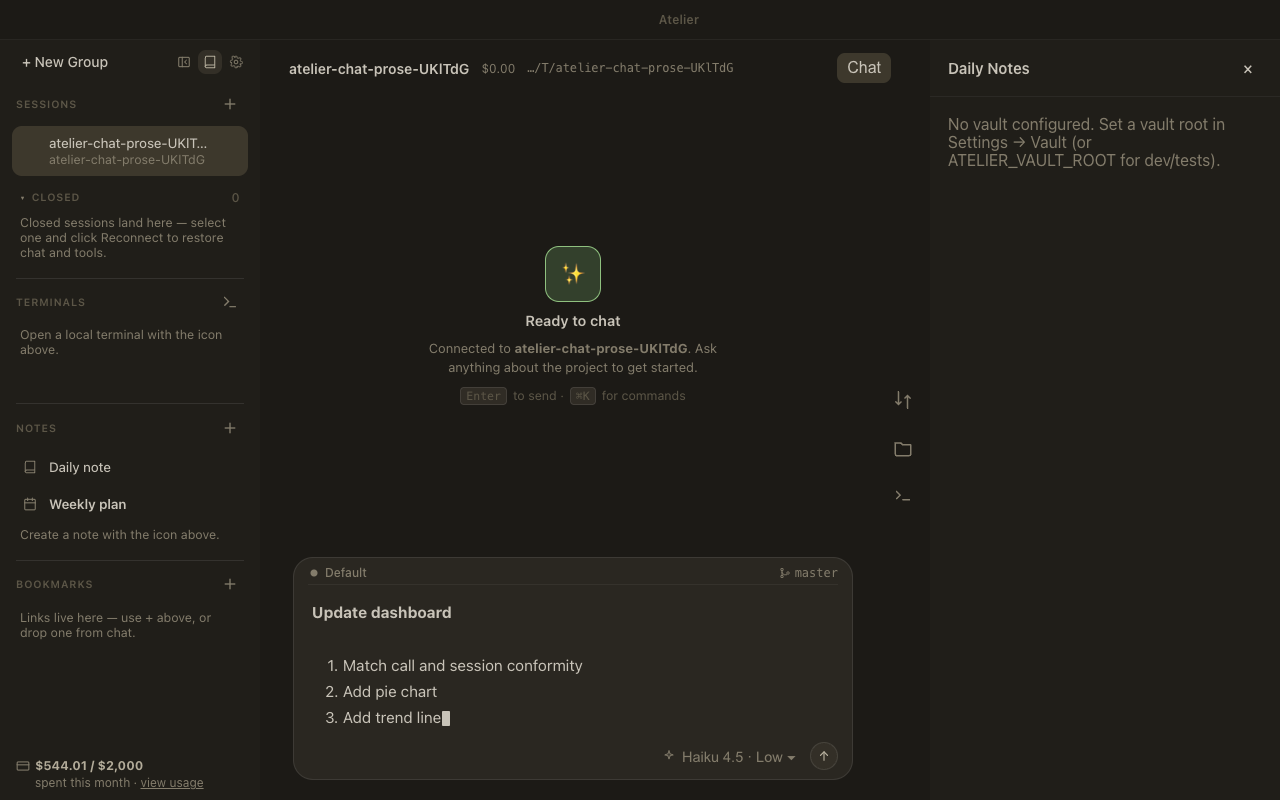 Atelier
+ New Group
SESSIONS
atelier-chat-prose-UKlT...
atelier-chat-prose-UKlTdG
CLOSED 0
Closed sessions land here — select
one and click Reconnect to restore
chat and tools.
TERMINALS
Open a local terminal with the icon
above.
NOTES
Daily note
Weekly plan
Create a note with the icon above.
BOOKMARKS
Links live here — use + above, or
drop one from chat.
$544.01 / $2,000
spent this month · view usage
atelier-chat-prose-UKlTdG $0.00 …/T/atelier-chat-prose-UKlTdG Chat
Ready to chat
Connected to atelier-chat-prose-UKlTdG. Ask
anything about the project to get started.
Enter to send · ⌘K for commands
Default master
Update dashboard
1. Match call and session conformity
2. Add pie chart
3. Add trend line
Haiku 4.5 · Low
Daily Notes
No vault configured. Set a vault root in
Settings → Vault (or
ATELIER_VAULT_ROOT for dev/tests).